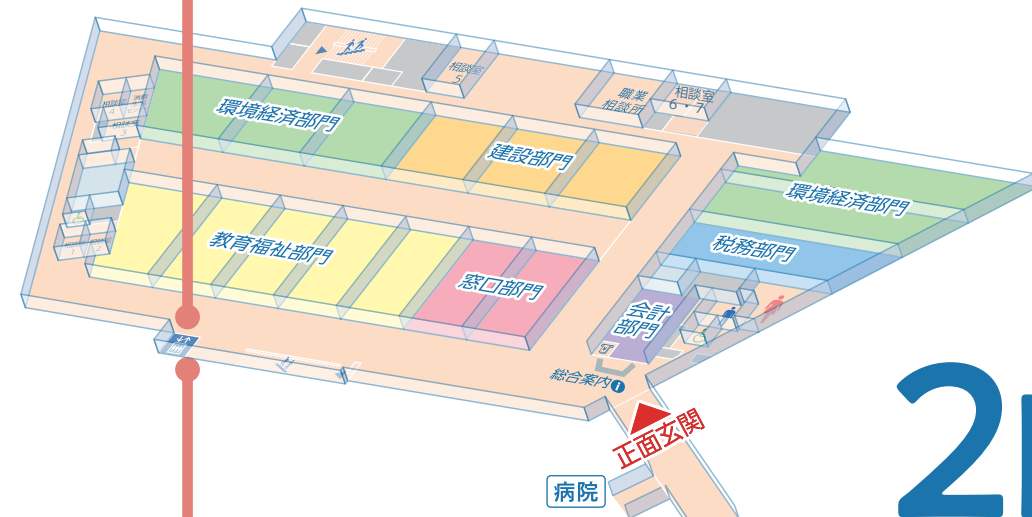 相談室
5
職業
相談所
相談室
6・7
環境経済部門
建設部門
環境経済部門
税務部門
教育福祉部門
窓口部門
会計
部門
総合案内
正面玄関
病院
2